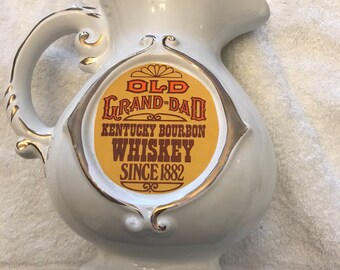 OLD
GRAND-DAD
KENTUCKY BOURBON
WHISKEY
SINCE 1882